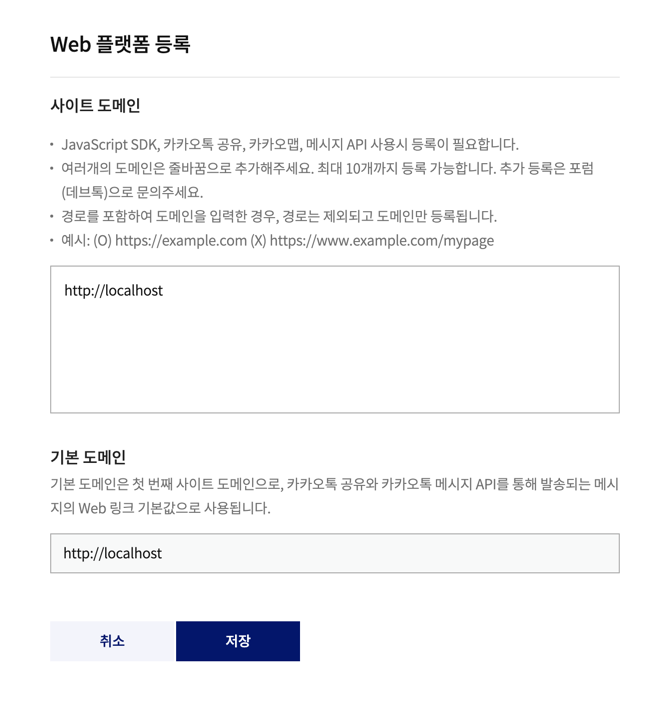 Web 플랫폼 등록
사이트 도메인
• JavaScript SDK, 카카오톡 공유, 카카오맵, 메시지 API 사용시 등록이 필요합니다.
• 여러개의 도메인은 줄바꿈으로 추가해주세요. 최대 10개까지 등록 가능합니다. 추가 등록은 포럼
(데브톡)으로 문의주세요.
• 경로를 포함하여 도메인을 입력한 경우, 경로는 제외되고 도메인만 등록됩니다.
• 예시: (O) https://example.com (X) https://www.example.com/mypage
http://localhost
기본 도메인
기본 도메인은 첫 번째 사이트 도메인으로, 카카오톡 공유와 카카오톡 메시지 API를 통해 발송되는 메시
지의 Web 링크 기본값으로 사용됩니다.
http://localhost
취소 저장